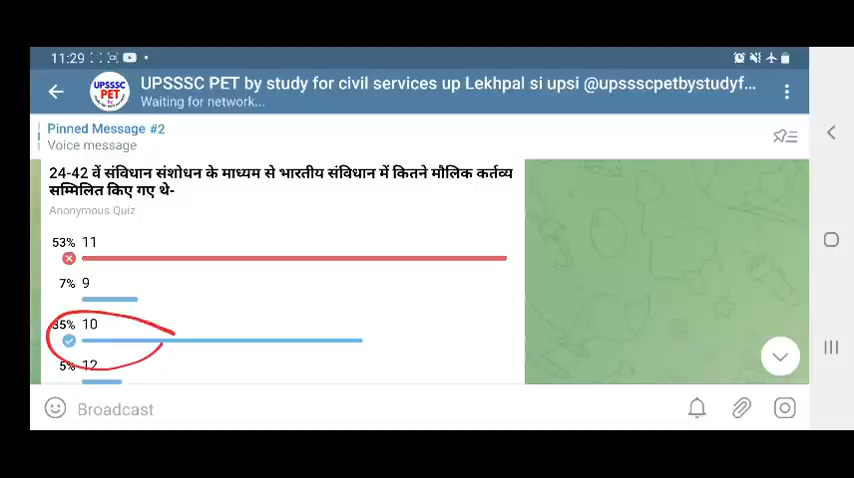 11:29
UPSSSC PET by study for civil services up Lekhpal si upsi @upssscpetbystudyf...
Waiting for network...
UPSSSC
PET
Pinned Message #2
Voice message
24-42 वें संविधान संशोधन के माध्यम से भारतीय संविधान में कितने मौलिक कर्तव्य
सम्मिलित किए गए थे-
Anonymous Quiz
53% 11
7% 9
35% 10
5% 12
Broadcast